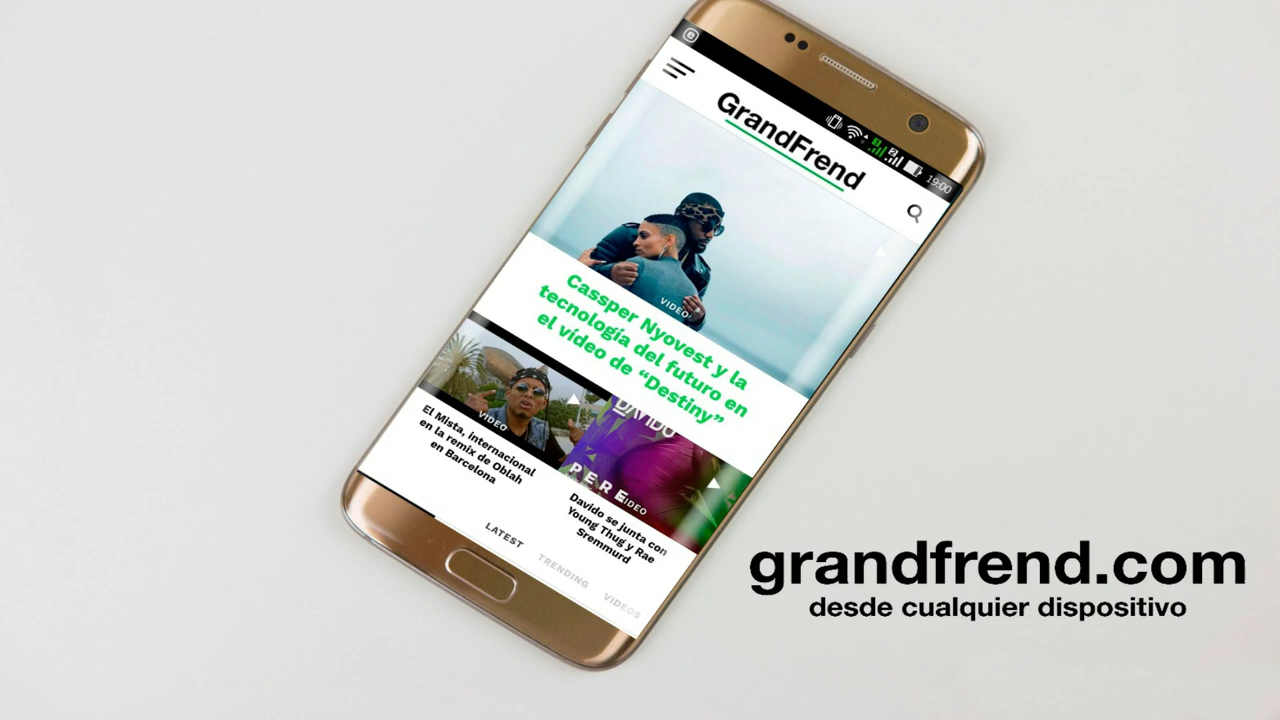 19:00
GrandFrend
VIDEO
Cassper Nyovest y la
tecnología del futuro en
el vídeo de “Destiny”
VIDEO
El Mista, internacional
en la remix de Oblah
en Barcelona
DAVIDO
RERE
VIDEO
Davido se junta con
Young Thug y Rae
Sremmurd
LATEST
TRENDING
VIDEOS
grandfrend.com
desde cualquier dispositivo